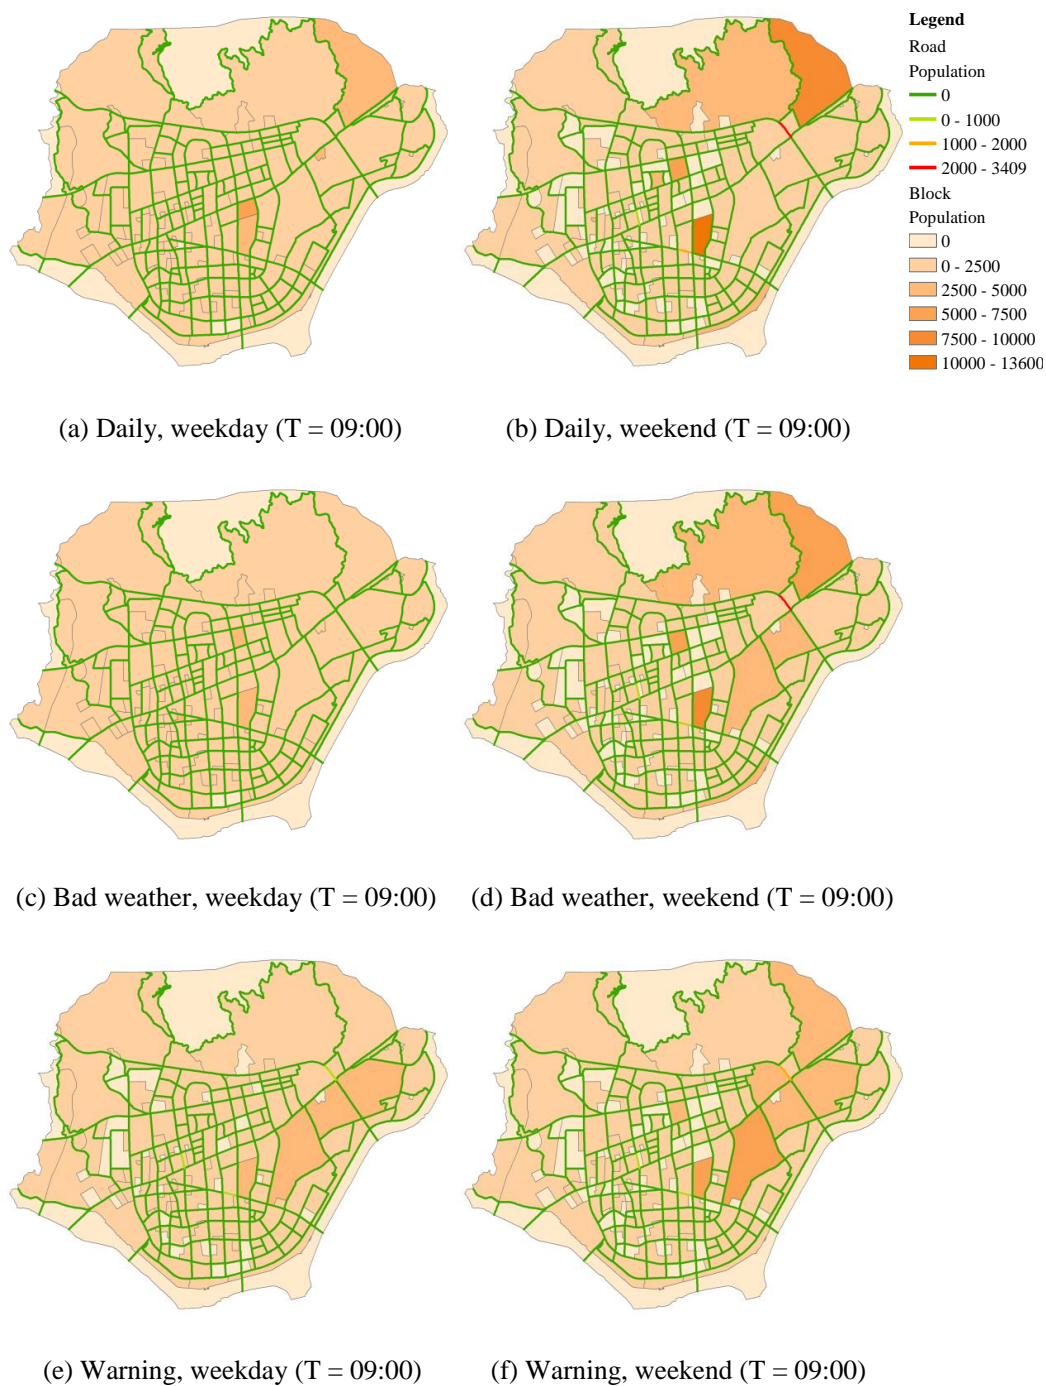 Legend
Road
Population
0
0 - 1000
1000 - 2000
2000 - 3409
Block
Population
0
0 - 2500
2500 - 5000
5000 - 7500
7500 - 10000
10000 - 13600
(a) Daily, weekday (T = 09:00)
(b) Daily, weekend (T = 09:00)
(c) Bad weather, weekday (T = 09:00)
(d) Bad weather, weekend (T = 09:00)
(e) Warning, weekday (T = 09:00)
(f) Warning, weekend (T = 09:00)